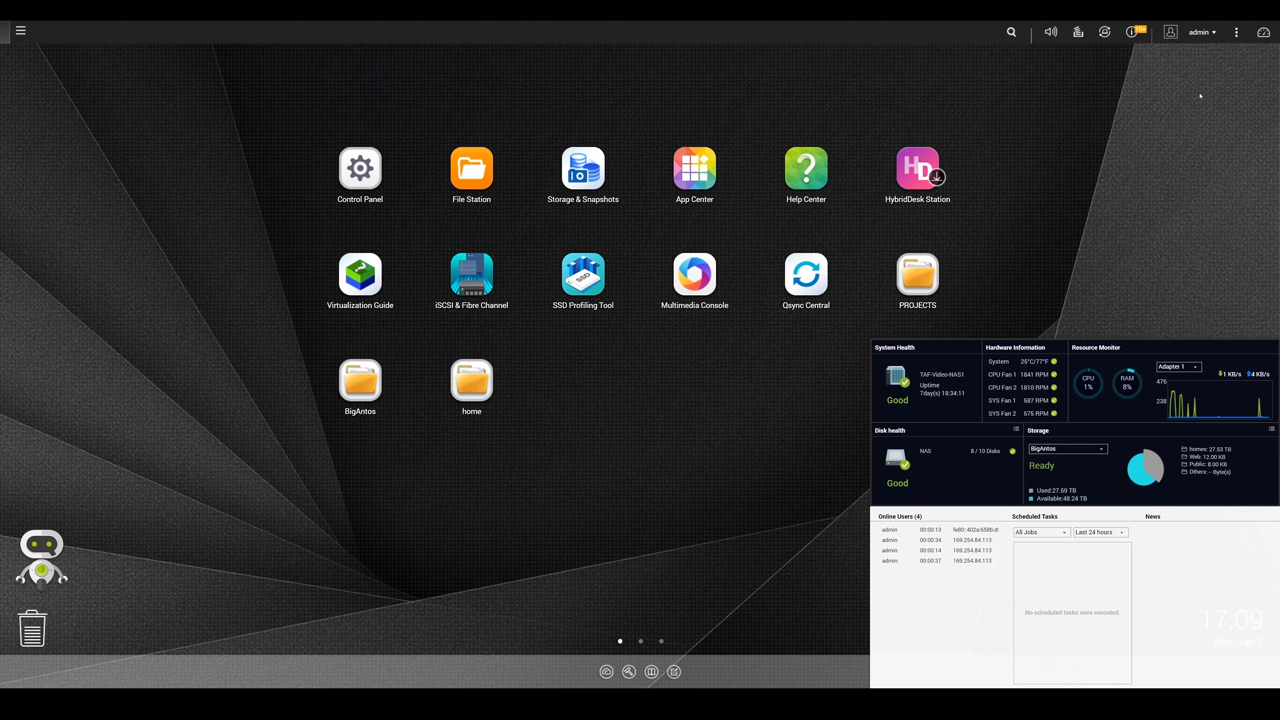 10+
admin
Control Panel
File Station
Storage & Snapshots
App Center
Help Center
HD
HybridDesk Station
Virtualization Guide
iSCSI & Fibre Channel
SSD
SSD Profiling Tool
Multimedia Console
Qsync Central
PROJECTS
BigAntos
home
System Health
TAF-Video-NAS1
Uptime
7day(s) 18:34:11
Good
Hardware Information
System 25°C/77°F
CPU Fan 1 1841 RPM
CPU Fan 2 1810 RPM
SYS Fan 1 587 RPM
SYS Fan 2 575 RPM
Resource Monitor
CPU
1%
RAM
8%
Adapter 1
1 KB/s 4 KB/s
476
238
Disk health
NAS 8 / 10 Disks
Good
Storage
BigAntos
Ready
Used:27.59 TB
Available:48.24 TB
homes: 27.53 TB
Web: 12.00 KB
Public: 8.00 KB
Others: -- Byte(s)
Online Users (4)
admin 00:00:13 fe80::402a:658b:d!
admin 00:00:34 169.254.84.113
admin 00:00:14 169.254.84.113
admin 00:00:37 169.254.84.113
Scheduled Tasks
All Jobs Last 24 hours
No scheduled tasks were executed.
News
17:09
Wed., Apr